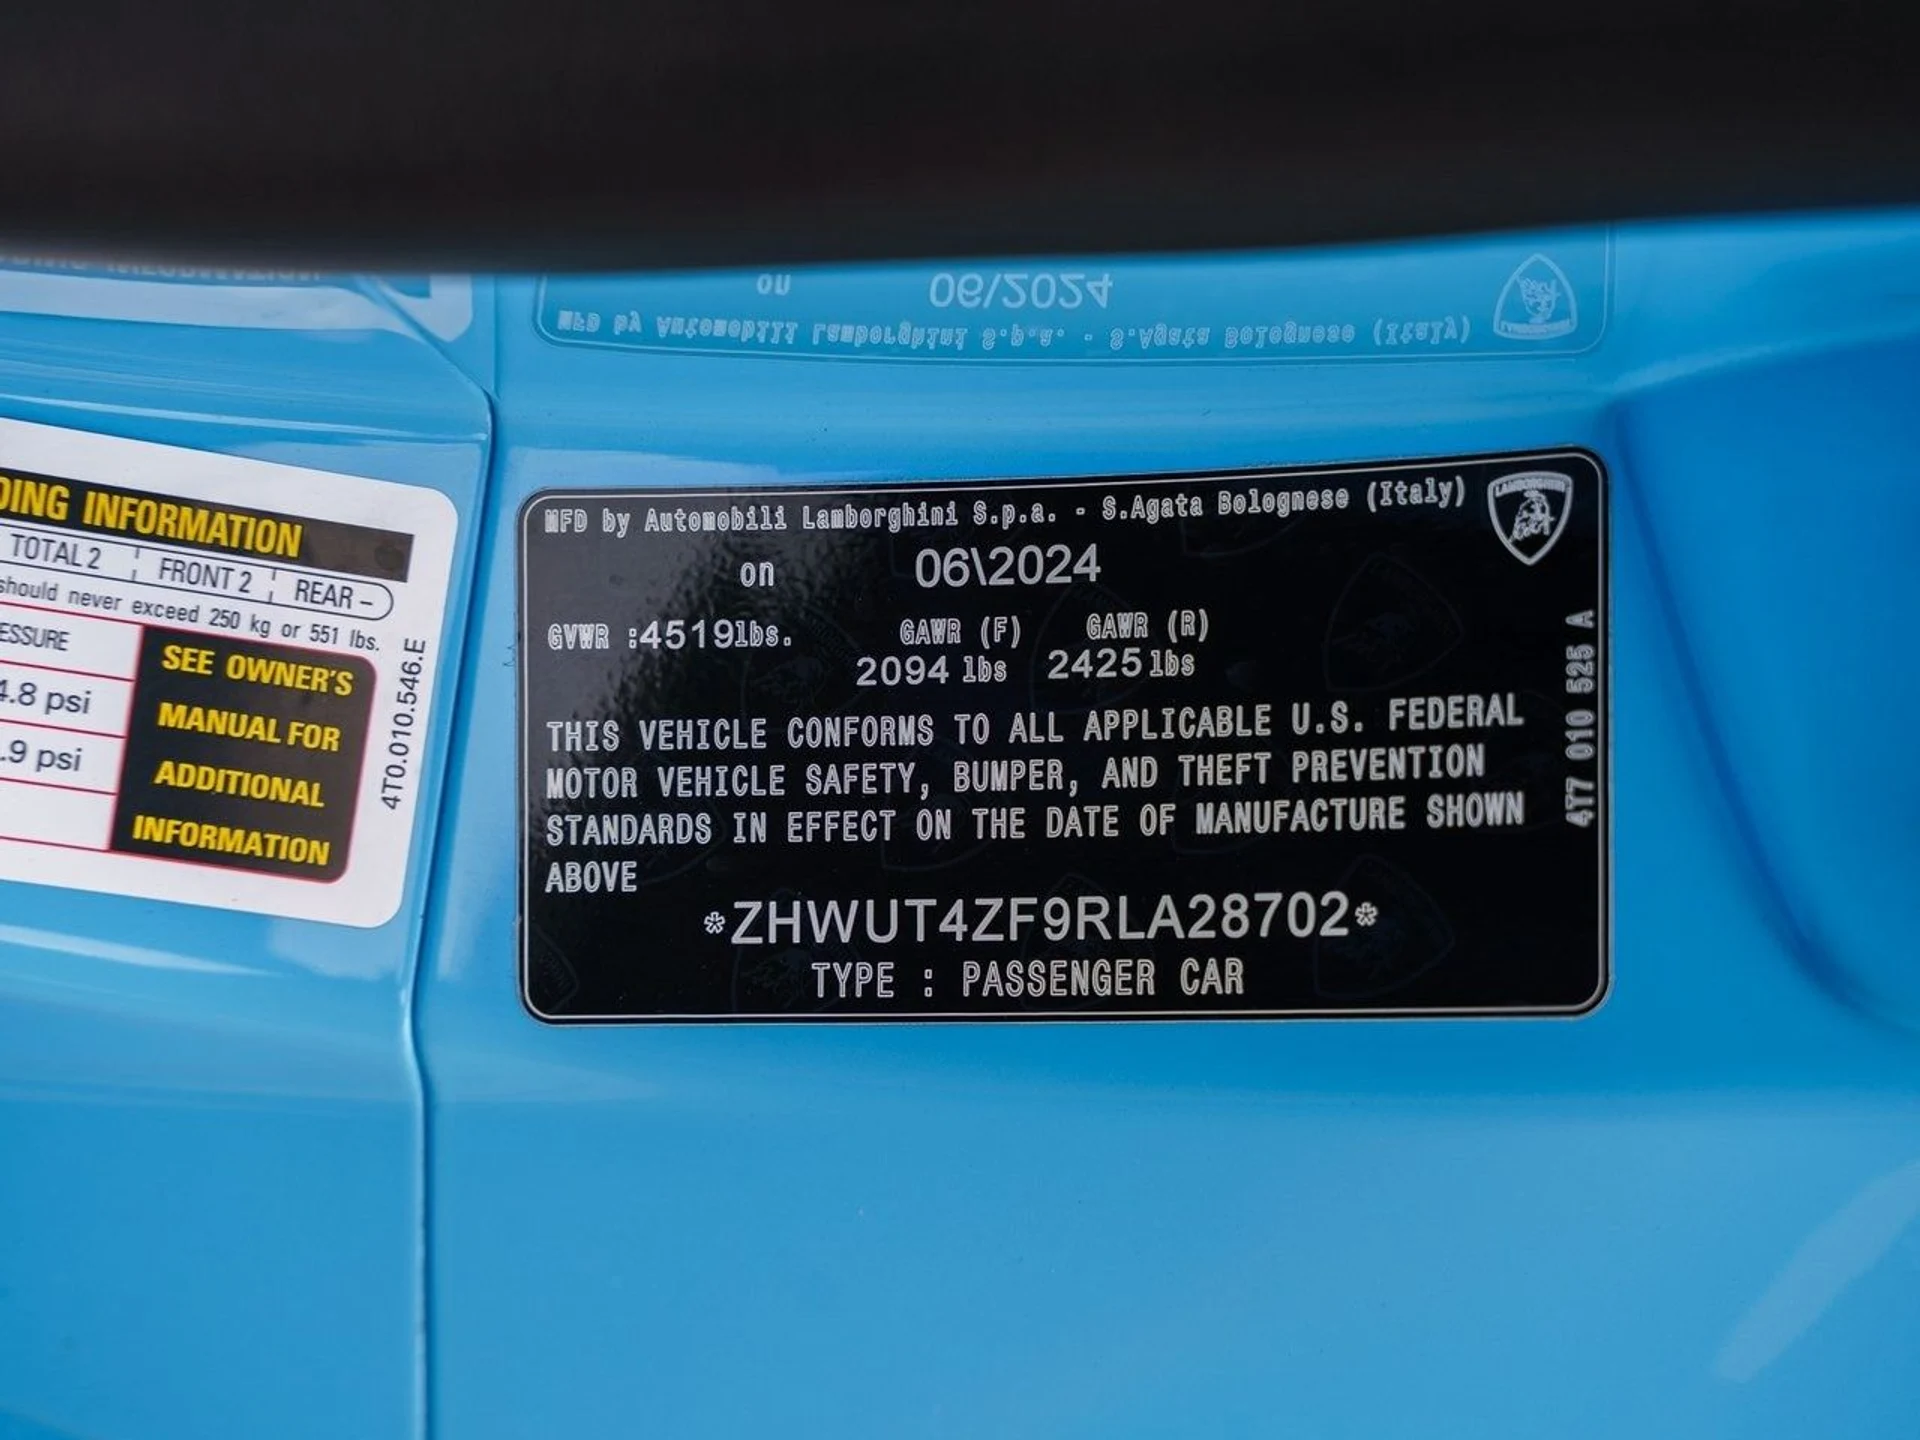 DING INFORMATION
TOTAL 2 FRONT 2 REAR –
should never exceed 250 kg or 551 lbs.
ESSURE
4.8 psi
.9 psi
SEE OWNER'S
MANUAL FOR
ADDITIONAL
INFORMATION
4T0.010.546.E
MFD by Automobili Lamborghini S.p.a. - S.Agata Bolognese (Italy)
on 06\2024
LAMBORGHINI
GVWR :4519lbs. GAWR (F) GAWR (R)
2094 lbs 2425 lbs
THIS VEHICLE CONFORMS TO ALL APPLICABLE U.S. FEDERAL
MOTOR VEHICLE SAFETY, BUMPER, AND THEFT PREVENTION
STANDARDS IN EFFECT ON THE DATE OF MANUFACTURE SHOWN
ABOVE
*ZHWUT4ZF9RLA28702*
TYPE : PASSENGER CAR
4T7 010 525 A